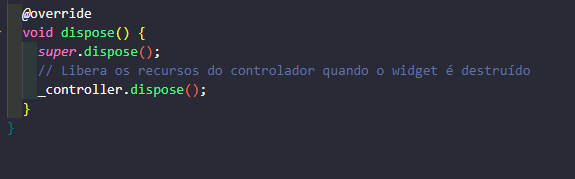 @override
void dispose() {
super.dispose();
// Libera os recursos do controlador quando o widget é destruído
_controller.dispose();
}
}